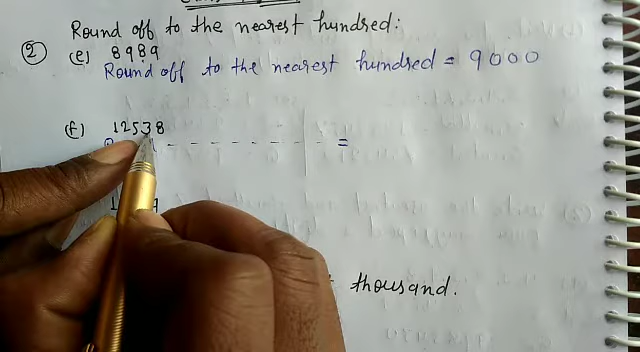 ② Round off to the nearest hundred:
(e) 8989
Round off to the nearest hundred = 9000
(f) 12538
R - - - - - - - - =
thousand.